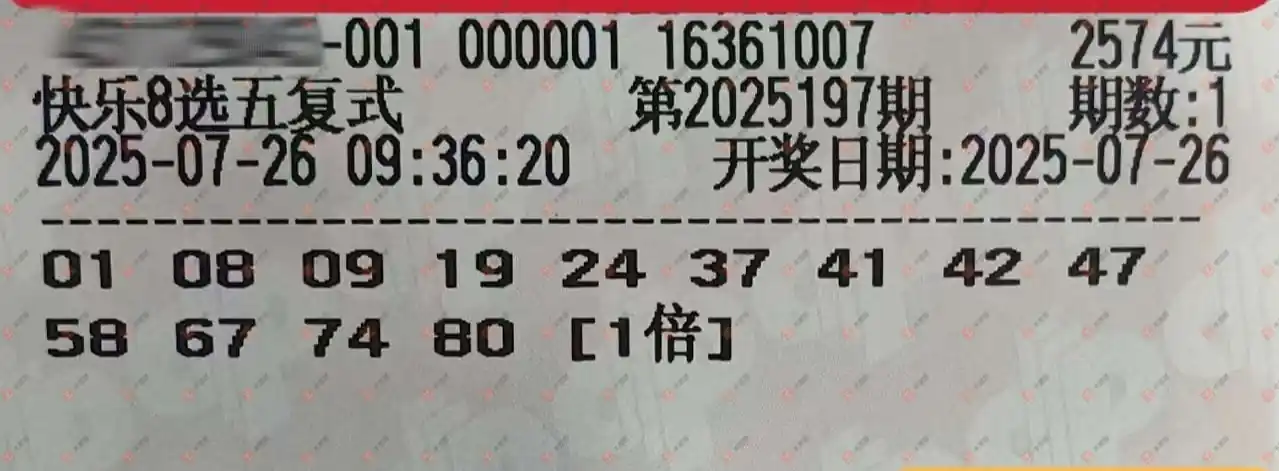 -001 000001 16361007 2574元
快乐8选五复式 第2025197期 期数:1
2025-07-26 09:36:20 开奖日期:2025-07-26
01 08 09 19 24 37 41 42 47
58 67 74 80 [1倍]